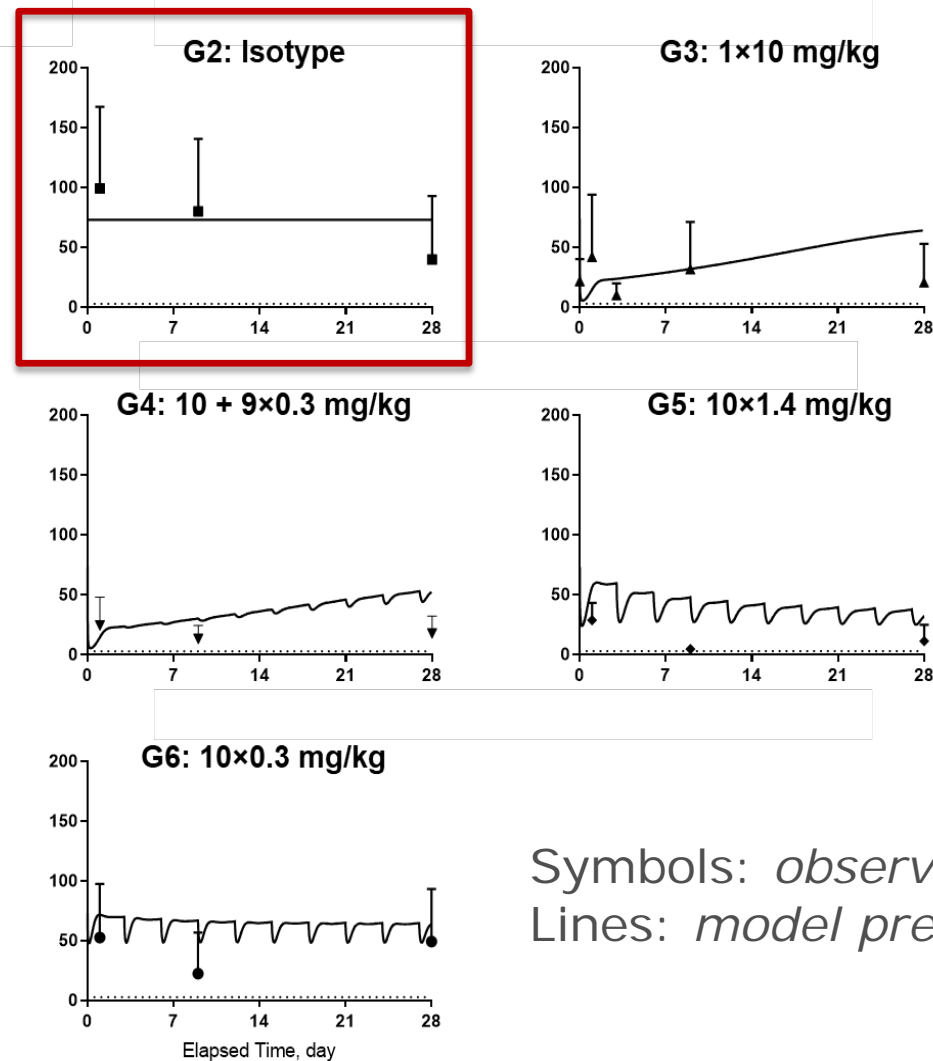 G2: Isotype
200
150
100
50
0
0 7 14 21 28
G3: 1×10 mg/kg
200
150
100
50
0
0 7 14 21 28
G4: 10 + 9×0.3 mg/kg
200
150
100
50
0
0 7 14 21 28
G5: 10×1.4 mg/kg
200
150
100
50
0
0 7 14 21 28
G6: 10×0.3 mg/kg
200
150
100
50
0
0 7 14 21 28
Elapsed Time, day
Symbols: observ
Lines: model pre